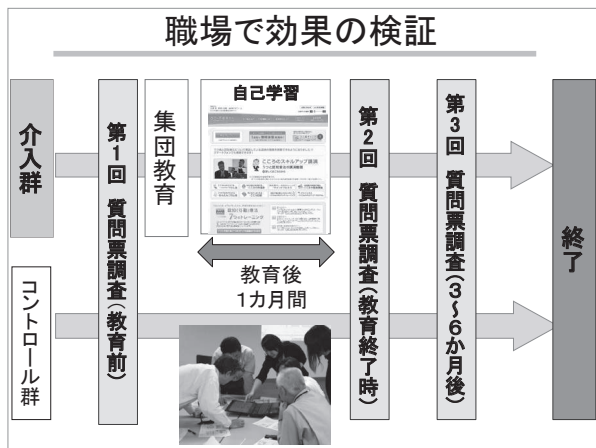 職場で効果の検証
介入群
コントロール群
第1回 質問票調査(教育前)
集団教育
自己学習
こころのスキルアップ講座
教育後
1カ月間
第2回 質問票調査(教育終了時)
第3回 質問票調査(3～6か月後)
終了